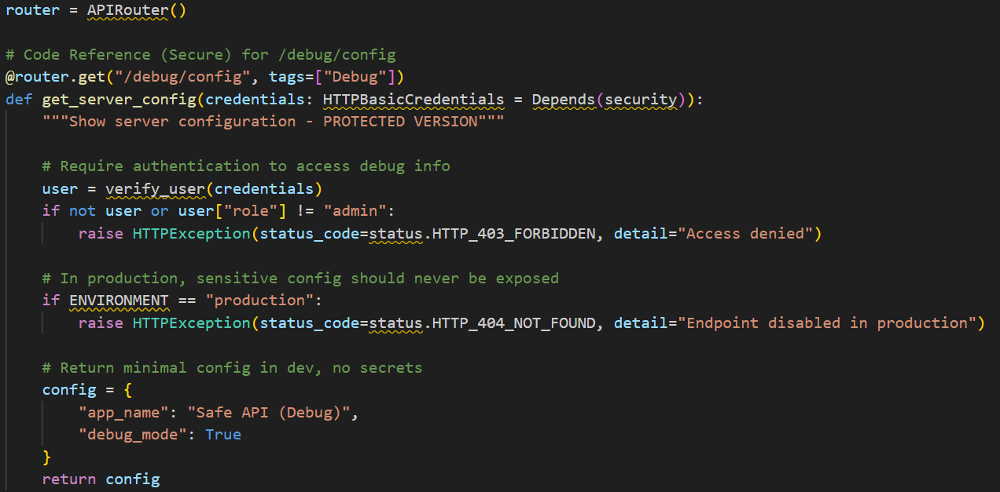 router = APIRouter()
# Code Reference (Secure) for /debug/config
@router.get("/debug/config", tags=["Debug"])
def get_server_config(credentials: HTTPBasicCredentials = Depends(security)):
    """Show server configuration - PROTECTED VERSION"""
    # Require authentication to access debug info
    user = verify_user(credentials)
    if not user or user["role"] != "admin":
        raise HTTPException(status_code=status.HTTP_403_FORBIDDEN, detail="Access denied")
    # In production, sensitive config should never be exposed
    if ENVIRONMENT == "production":
        raise HTTPException(status_code=status.HTTP_404_NOT_FOUND, detail="Endpoint disabled in production")
    # Return minimal config in dev, no secrets
    config = {
        "app_name": "Safe API (Debug)",
        "debug_mode": True
    }
    return config